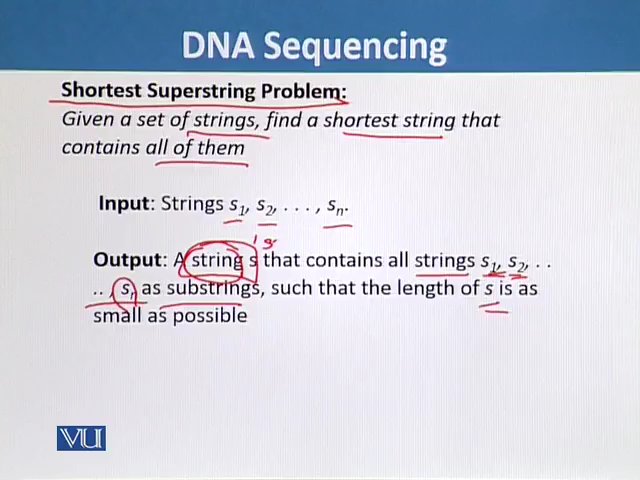 DNA Sequencing
Shortest Superstring Problem:
Given a set of strings, find a shortest string that
contains all of them
Input: Strings s1, s2, . . . , sn.
Output: A string s that contains all strings s1, s2, . .
. . , sn as substrings, such that the length of s is as
small as possible
VU